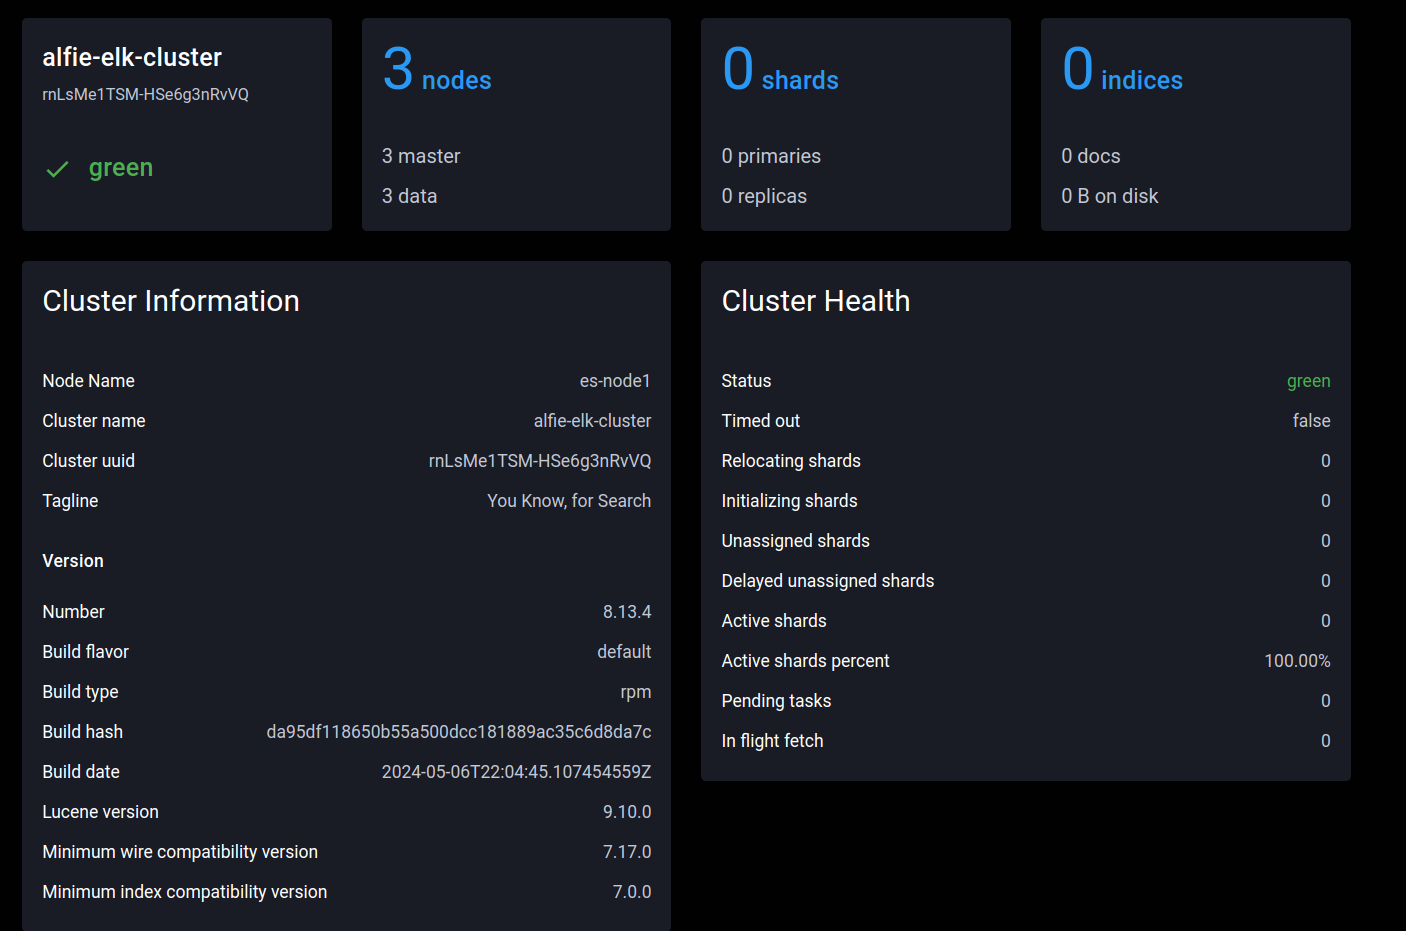 alfie-elk-cluster
rnLsMe1TSM-HSe6g3nRvVQ
green
3 nodes
3 master
3 data
0 shards
0 primaries
0 replicas
0 indices
0 docs
0 B on disk
Cluster Information
Node Name es-node1
Cluster name alfie-elk-cluster
Cluster uuid rnLsMe1TSM-HSe6g3nRvVQ
Tagline You Know, for Search
Version
Number 8.13.4
Build flavor default
Build type rpm
Build hash da95df118650b55a500dcc181889ac35c6d8da7c
Build date 2024-05-06T22:04:45.107454559Z
Lucene version 9.10.0
Minimum wire compatibility version 7.17.0
Minimum index compatibility version 7.0.0
Cluster Health
Status green
Timed out false
Relocating shards 0
Initializing shards 0
Unassigned shards 0
Delayed unassigned shards 0
Active shards 0
Active shards percent 100.00%
Pending tasks 0
In flight fetch 0